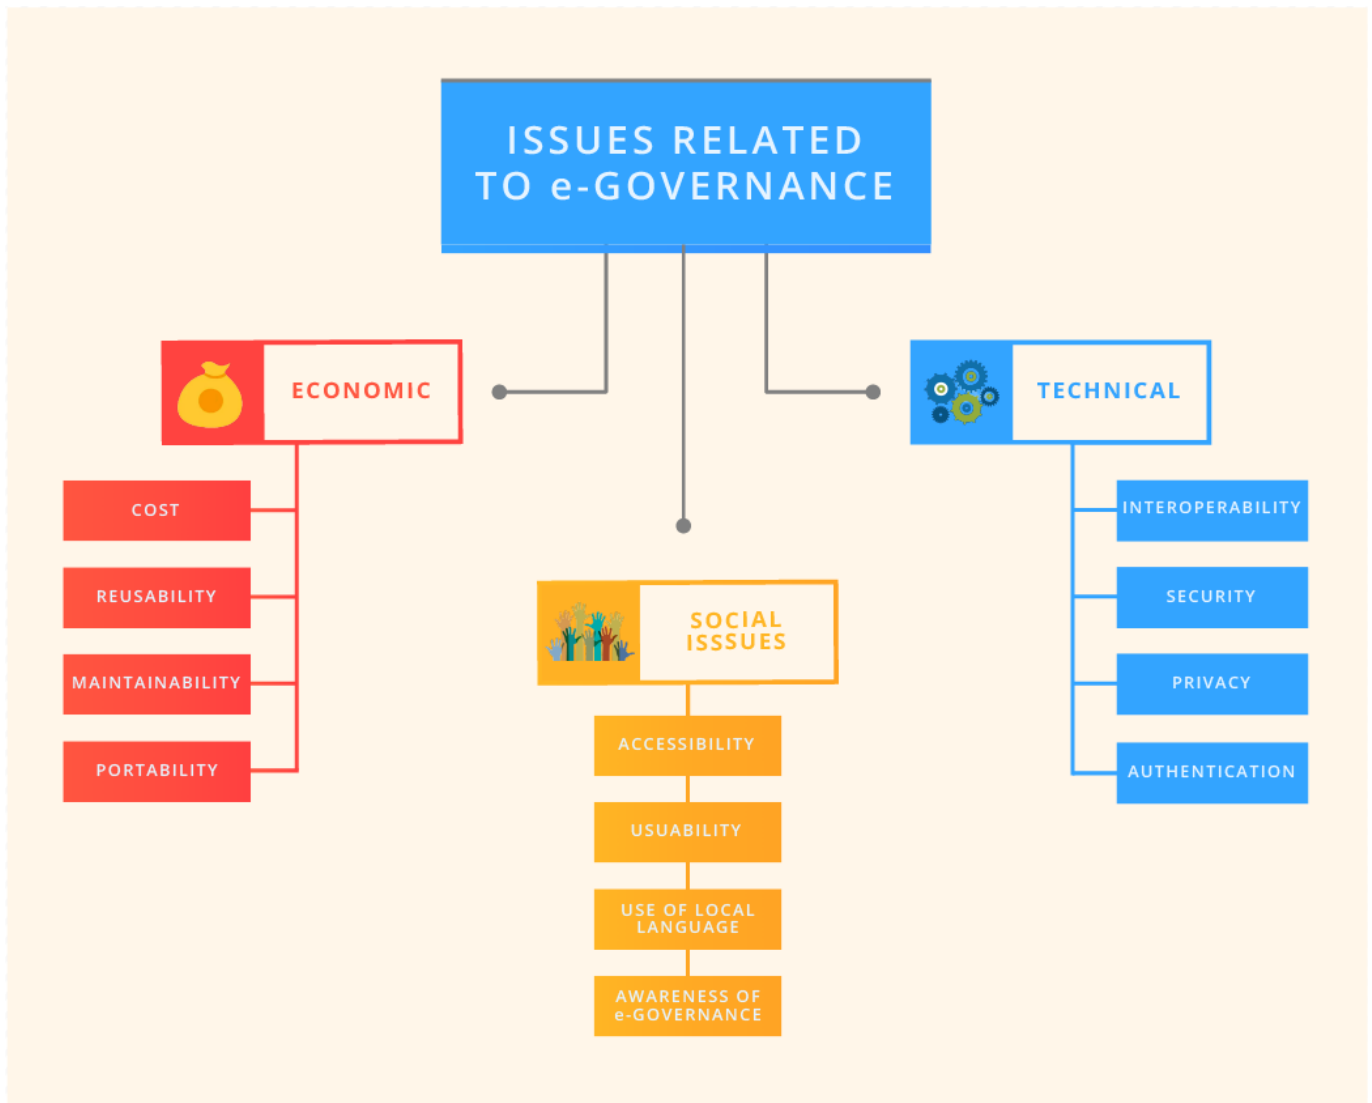 ISSUES RELATED
TO e-GOVERNANCE
ECONOMIC
COST
REUSABILITY
MAINTAINABILITY
PORTABILITY
SOCIAL
ISSSUES
ACCESSIBILITY
USUABILITY
USE OF LOCAL
LANGUAGE
AWARENESS OF
e-GOVERNANCE
TECHNICAL
INTEROPERABILITY
SECURITY
PRIVACY
AUTHENTICATION